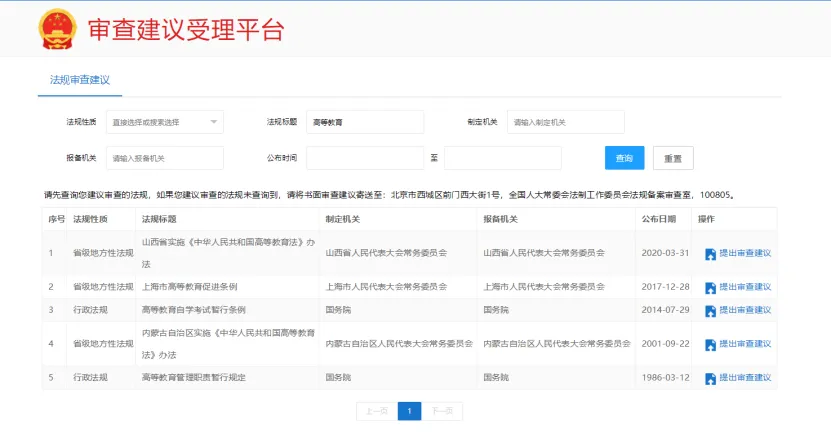 审查建议受理平台
法规审查建议
法规性质 直接选择或搜索选择 法规标题 高等教育 制定机关 请输入制定机关
报备机关 请输入报备机关 公布时间 至 查询 重置
请先查询您建议审查的法规，如果您建议审查的法规未查询到，请将书面审查建议寄送至：北京市西城区前门西大街1号，全国人大常委会法制工作委员会法规备案审查室，100805。
序号 法规性质 法规标题 制定机关 报备机关 公布日期 操作
1 省级地方性法规 山西省实施《中华人民共和国高等教育法》办法 山西省人民代表大会常务委员会 山西省人民代表大会常务委员会 2020-03-31 提出审查建议
2 省级地方性法规 上海市高等教育促进条例 上海市人民代表大会常务委员会 上海市人民代表大会常务委员会 2017-12-28 提出审查建议
3 行政法规 高等教育自学考试暂行条例 国务院 国务院 2014-07-29 提出审查建议
4 省级地方性法规 内蒙古自治区实施《中华人民共和国高等教育法》办法 内蒙古自治区人民代表大会常务委员会 内蒙古自治区人民代表大会常务委员会 2001-09-22 提出审查建议
5 行政法规 高等教育管理职责暂行规定 国务院 国务院 1986-03-12 提出审查建议
上一页 1 下一页